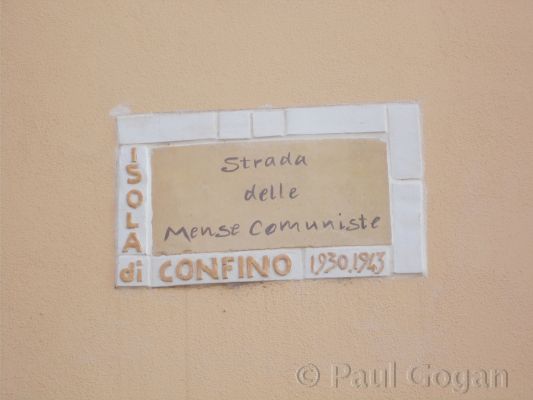 Strada
delle
Mense Comuniste
ISOLA
di CONFINO 1930.1943
© Paul Gogan